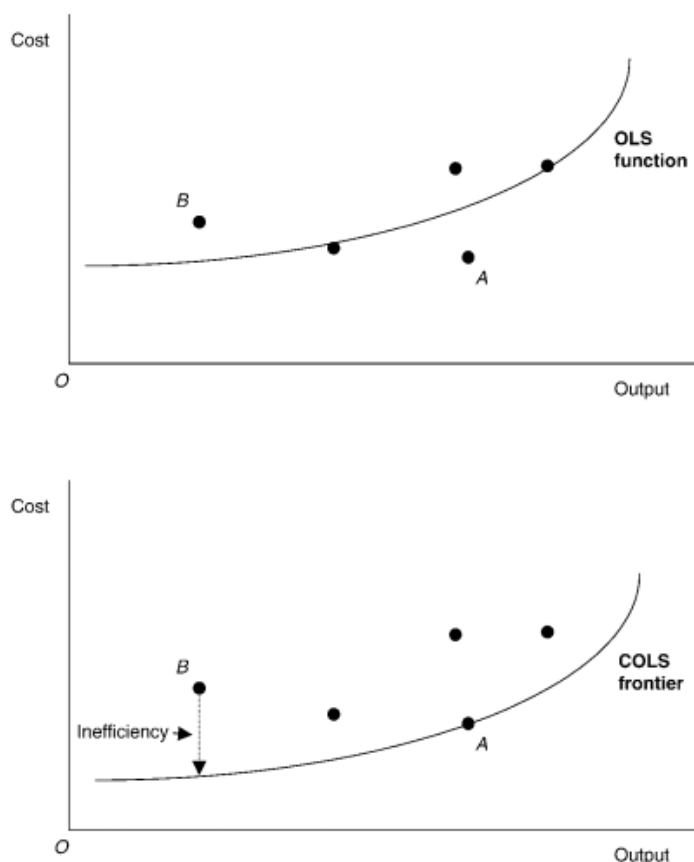 Cost
OLS
function
B
A
O
Output
Cost
COLS
frontier
B
Inefficiency
A
O
Output